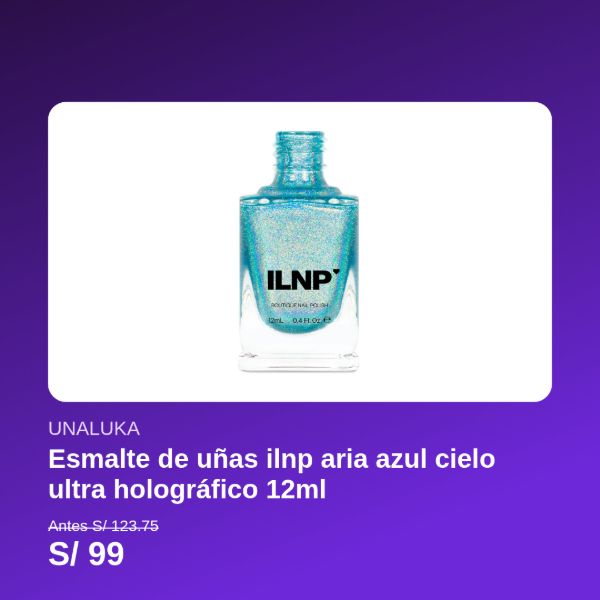 ILNP
BOUTIQUE NAIL POLISH
12mL 0.4 Fl. Oz. ℮
UNALUKA
Esmalte de uñas ilnp aria azul cielo
ultra holográfico 12ml
Antes S/ 123.75
S/ 99